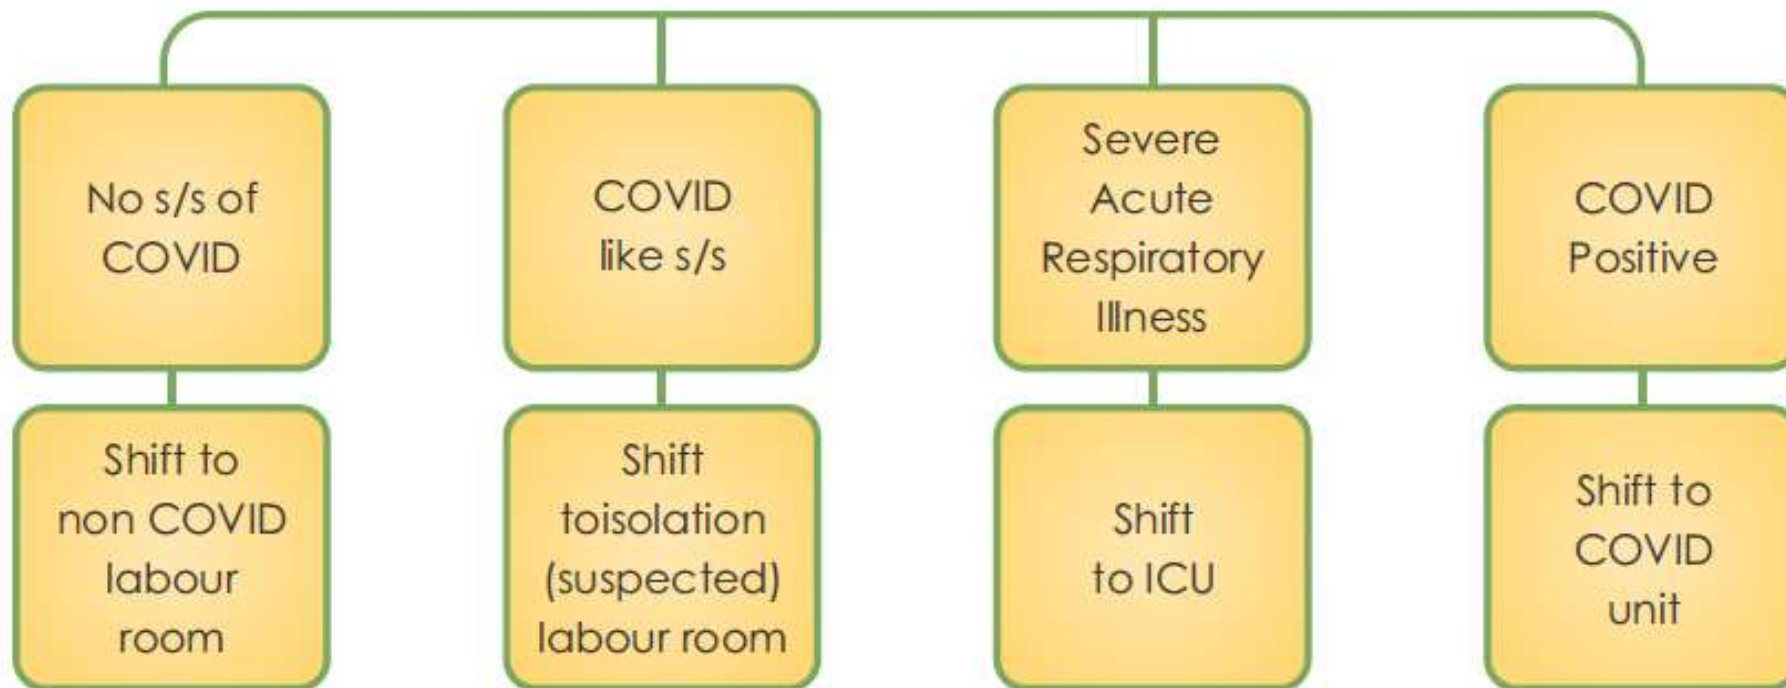 No s/s of
COVID
COVID
like s/s
Severe
Acute
Respiratory
Illness
COVID
Positive
Shift to
non COVID
labour
room
Shift
toisolation
(suspected)
labour room
Shift
to ICU
Shift to
COVID
unit